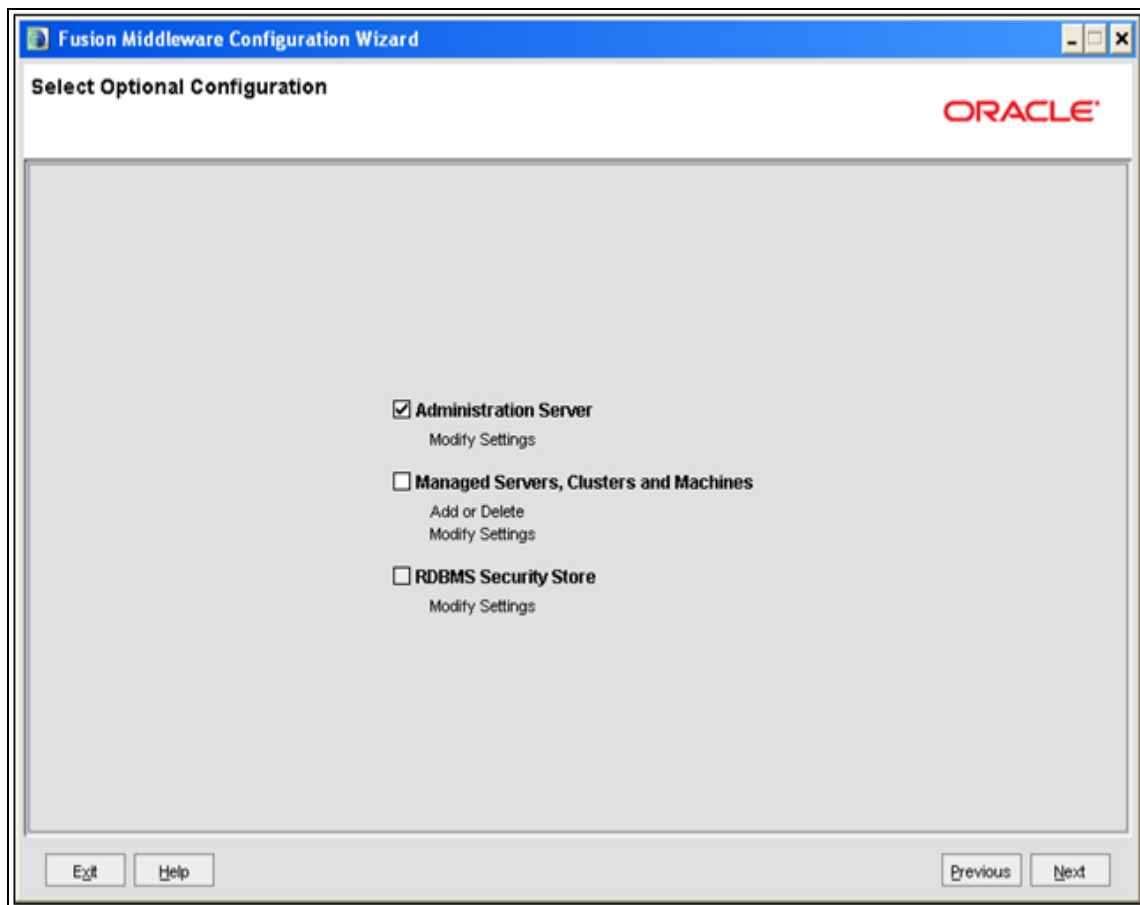 Fusion Middleware Configuration Wizard
Select Optional Configuration
ORACLE
Administration Server
Modify Settings
Managed Servers, Clusters and Machines
Add or Delete
Modify Settings
RDBMS Security Store
Modify Settings
Exit Help Previous Next